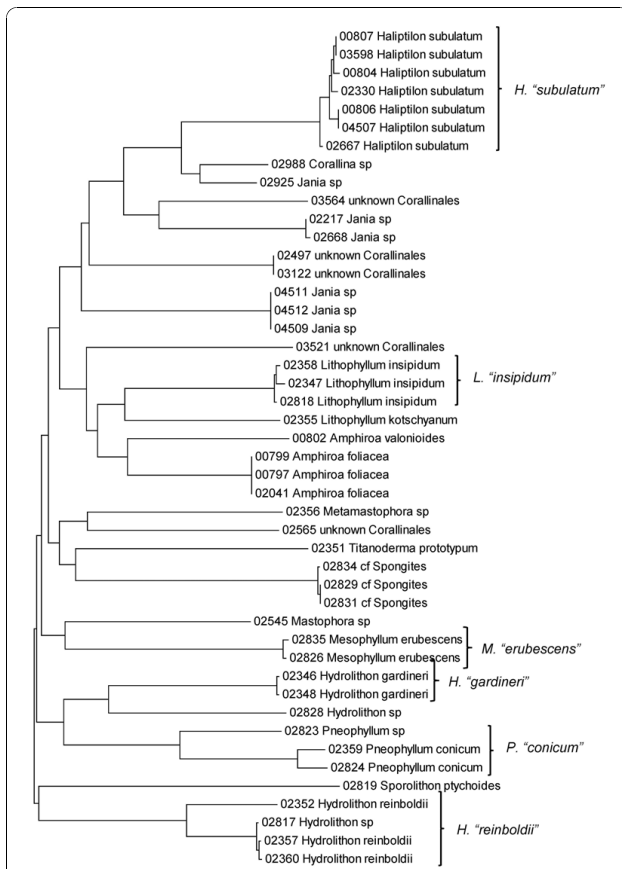 00807 Haliptilon subulatum
03598 Haliptilon subulatum
00804 Haliptilon subulatum
02330 Haliptilon subulatum
H. “subulatum”
00806 Haliptilon subulatum
04507 Haliptilon subulatum
02667 Haliptilon subulatum
02988 Corallina sp
02925 Jania sp
03564 unknown Corallinales
02217 Jania sp
02668 Jania sp
02497 unknown Corallinales
03122 unknown Corallinales
04511 Jania sp
04512 Jania sp
04509 Jania sp
03521 unknown Corallinales
02358 Lithophyllum insipidum
02347 Lithophyllum insipidum
L. “insipidum”
02818 Lithophyllum insipidum
02355 Lithophyllum kotschyanum
00802 Amphiroa valonioides
00799 Amphiroa foliacea
00797 Amphiroa foliacea
02041 Amphiroa foliacea
02356 Metamastophora sp
02565 unknown Corallinales
02351 Titanoderma prototypum
02834 cf Spongites
02829 cf Spongites
02831 cf Spongites
02545 Mastophora sp
02835 Mesophyllum erubescens
M. “erubescens”
02826 Mesophyllum erubescens
02346 Hydrolithon gardineri
H. “gardineri”
02348 Hydrolithon gardineri
02828 Hydrolithon sp
02823 Pneophyllum sp
02359 Pneophyllum conicum
P. “conicum”
02824 Pneophyllum conicum
02819 Sporolithon ptychoides
02352 Hydrolithon reinboldii
02817 Hydrolithon sp
H. “reinboldii”
02357 Hydrolithon reinboldii
02360 Hydrolithon reinboldii